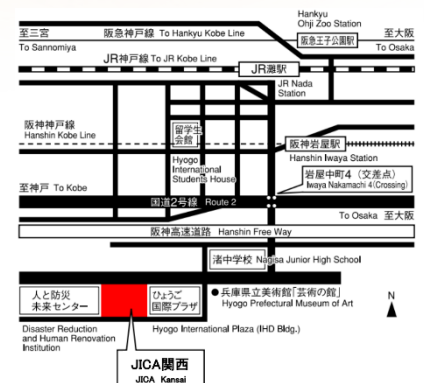 Hankyu
Ohji Zoo Station
至三宮
阪急神戸線 To Hankyu Kobe Line
阪急王子公園駅
至大阪
To Sannomiya
To Osaka
JR神戸線 To JR Kobe Line
JR灘駅
JR Nada
Station
阪神神戸線
Hanshin Kobe Line
留学生
会館
阪神岩屋駅
Hanshin Iwaya Station
Hyogo
International
Students House
岩屋中町4（交差点）
Iwaya Nakamachi 4(Crossing)
至神戸 To Kobe
国道2号線 Route 2
To Osaka 至大阪
阪神高速道路 Hanshin Free Way
渚中学校 Nagisa Junior High School
人と防災
未来センター
ひょうご
国際プラザ
●兵庫県立美術館「芸術の館」
Hyogo Prefectural Museum of Art
N
Disaster Reduction
and Human Renovation
Institution
Hyogo International Plaza (IHD Bldg.)
JICA関西
JICA Kansai